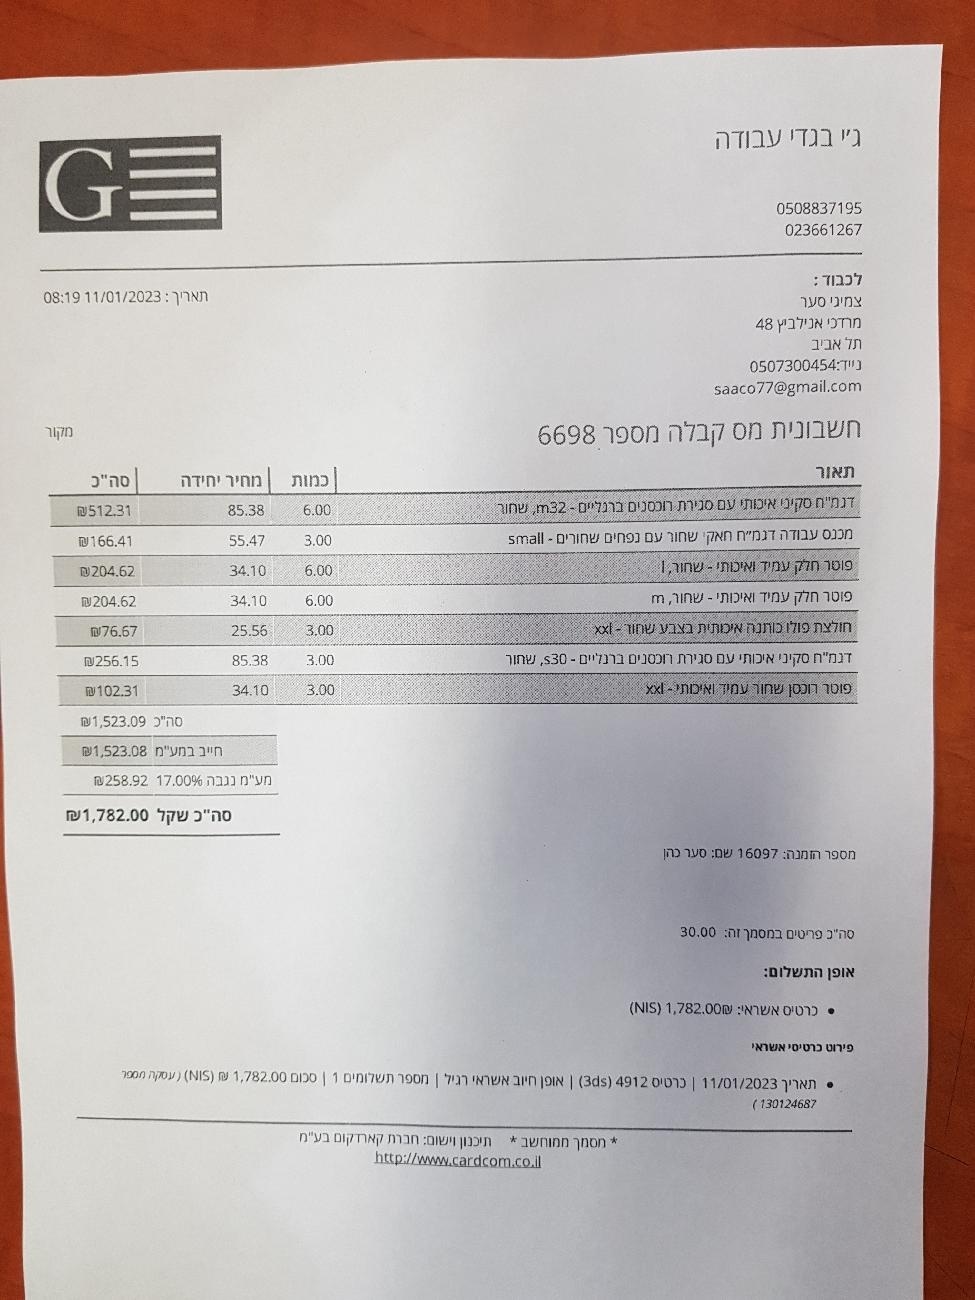 G
ג'י בגדי עבודה
0508837195
023661267
לכבוד :
תאריך : 11/01/2023 08:19
צמיגי סער
מרדכי אנילביץ 48
תל אביב
נייד:0507300454
saaco77@gmail.com
חשבונית מס קבלה מספר 6698
מקור
תאור | כמות | מחיר יחידה | סה"כ
דגמ"ח סקיני איכותי עם סגירת רוכסנים ברגליים - m32, שחור 6.00 85.38 ₪512.31
מכנס עבודה דגמ״ח חאקי שחור עם נפחים שחורים - small 3.00 55.47 ₪166.41
פוטר חלק עמיד ואיכותי - שחור, l 6.00 34.10 ₪204.62
פוטר חלק עמיד ואיכותי - שחור, m 6.00 34.10 ₪204.62
חולצת פולו כותנה איכותית בצבע שחור - xxl 3.00 25.56 ₪76.67
דגמ"ח סקיני איכותי עם סגירת רוכסנים ברגליים - s30, שחור 3.00 85.38 ₪256.15
פוטר רוכסן שחור עמיד ואיכותי - xxl 3.00 34.10 ₪102.31
סה"כ ₪1,523.09
חייב במע"מ ₪1,523.08
מע"מ נגבה 17.00% ₪258.92
סה"כ שקל ₪1,782.00
מספר הזמנה: 16097 שם: סער כהן
סה"כ פריטים במסמך זה: 30.00
אופן התשלום:
• כרטיס אשראי: ₪1,782.00 (NIS)
פירוט כרטיסי אשראי
• תאריך 11/01/2023 | כרטיס 4912 (3ds) | אופן חיוב אשראי רגיל | מספר תשלומים 1 | סכום 1,782.00 ₪ (NIS) ( עסקה מספר
130124687 )
* מסמך ממוחשב * תיכנון וישום: חברת קארדקום בע"מ
http://www.cardcom.co.il